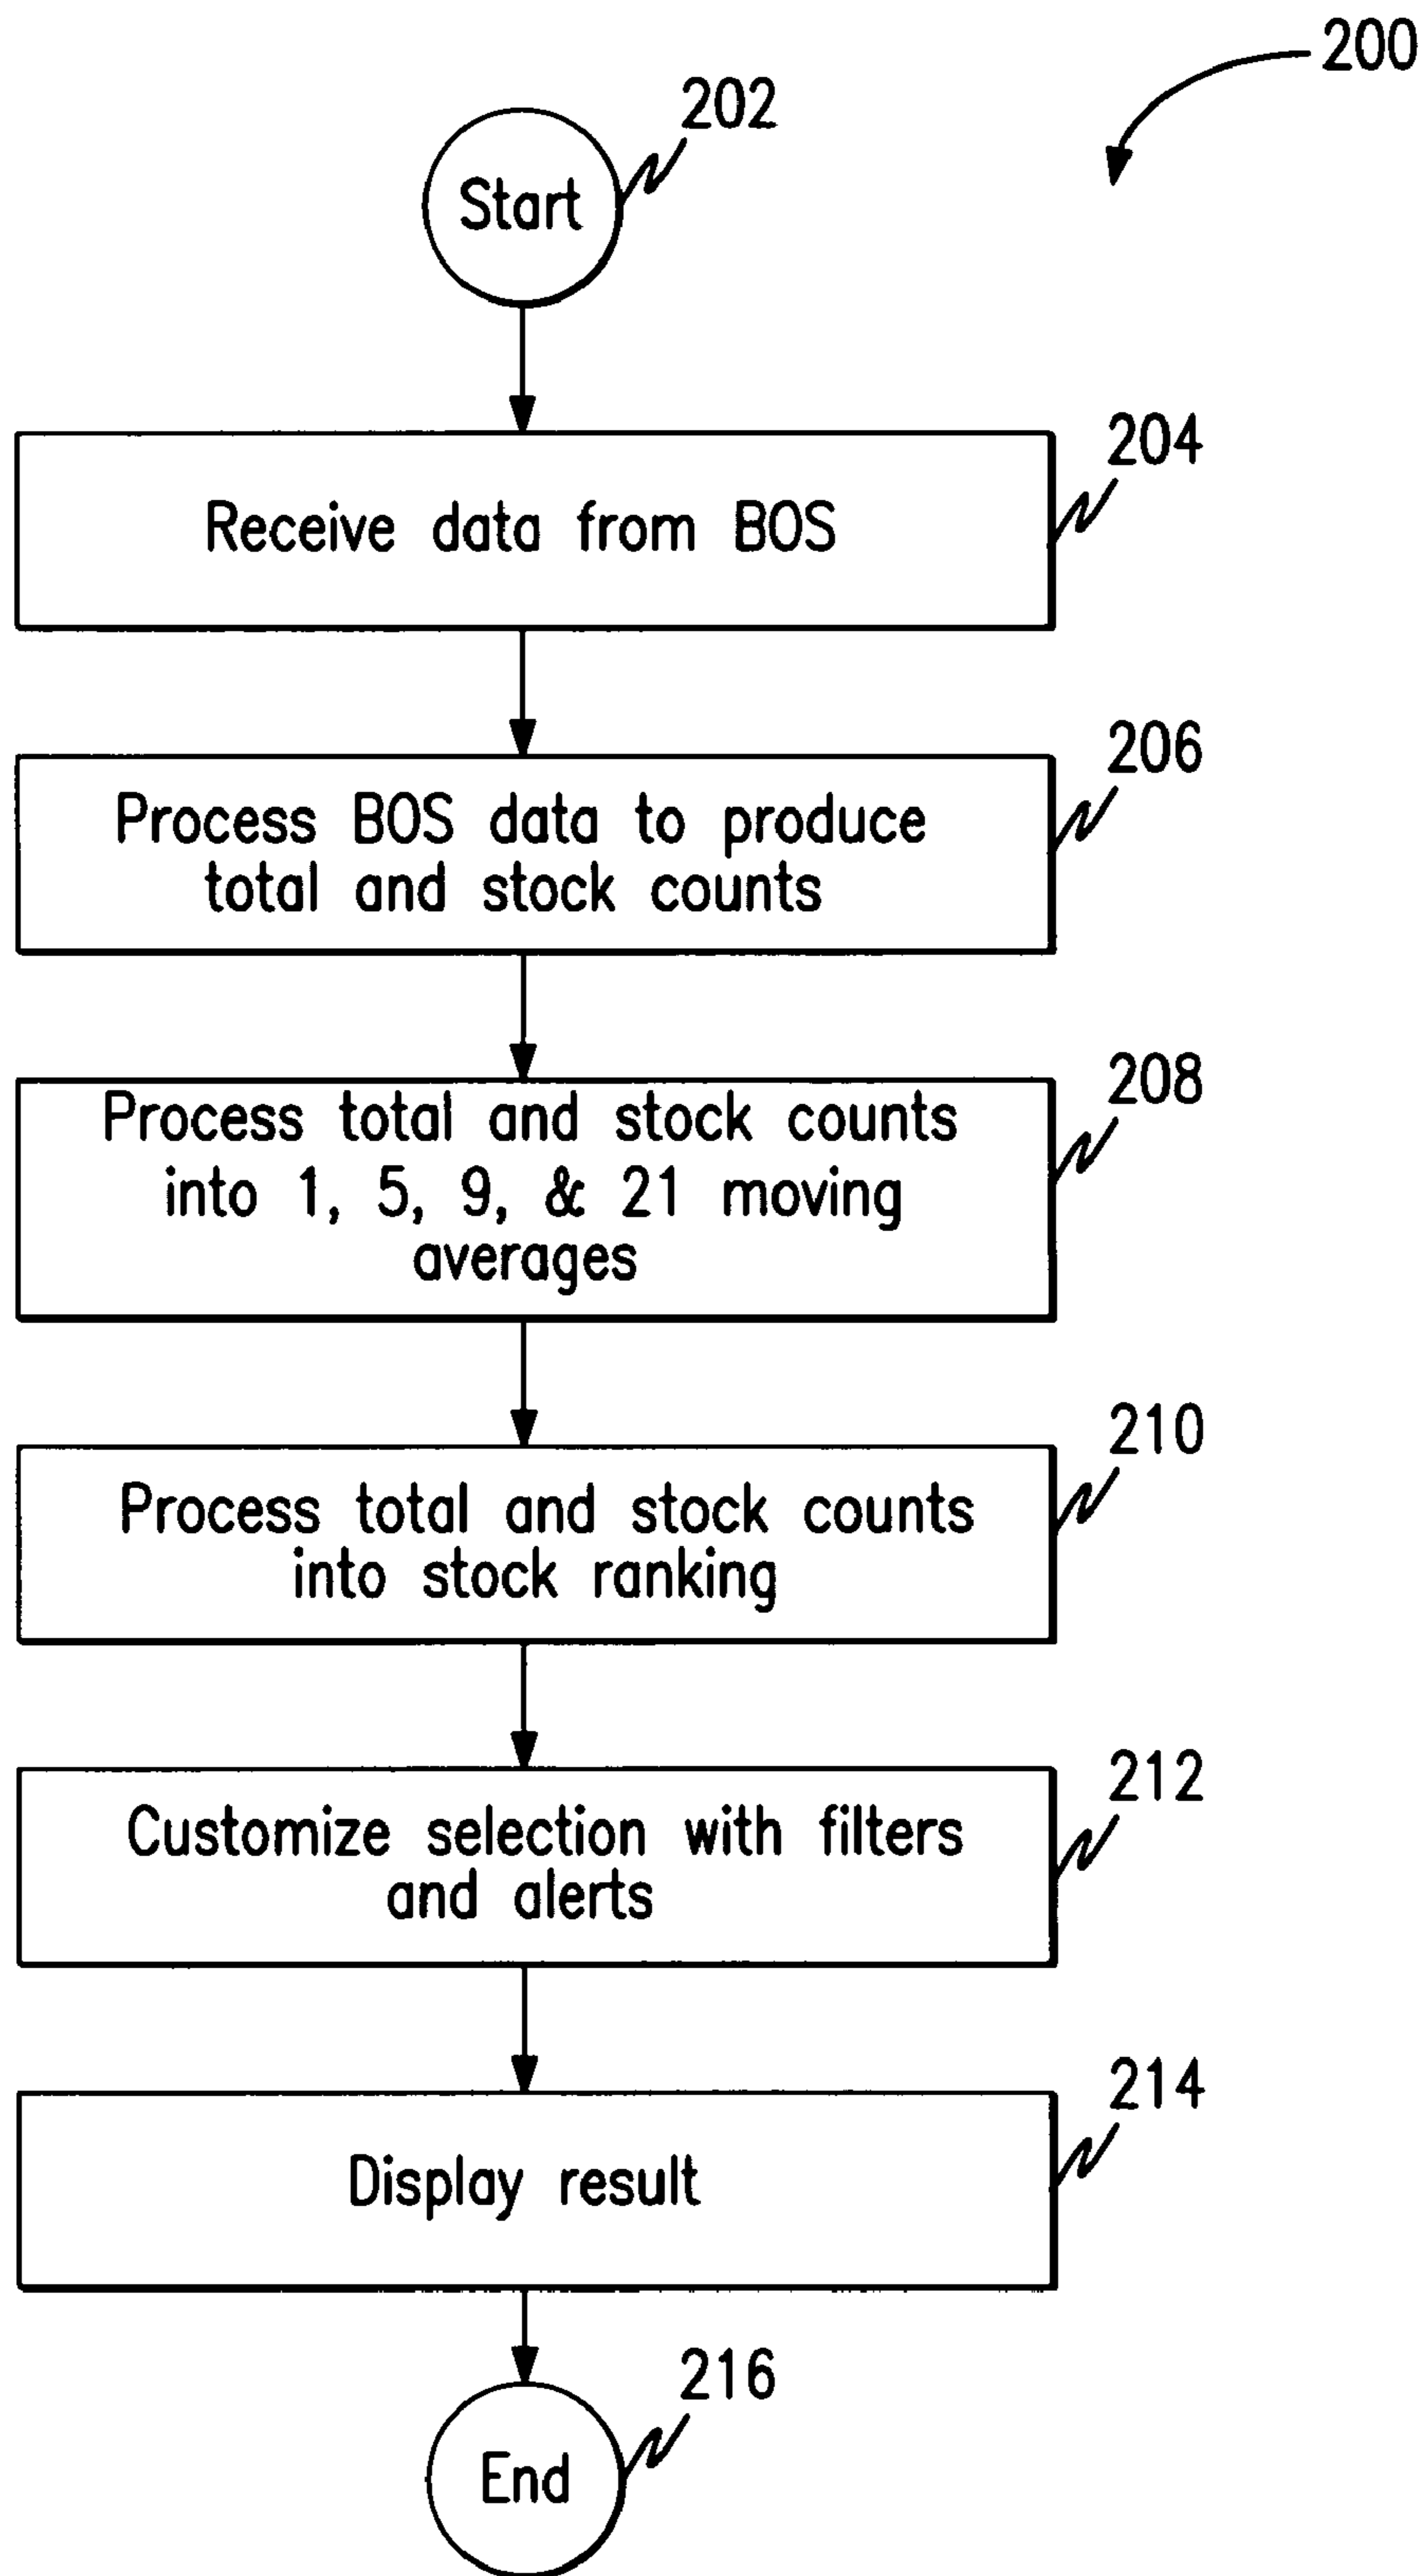 200
202
Start
204
Receive data from BOS
206
Process BOS data to produce
total and stock counts
208
Process total and stock counts
into 1, 5, 9, & 21 moving
averages
210
Process total and stock counts
into stock ranking
212
Customize selection with filters
and alerts
214
Display result
216
End